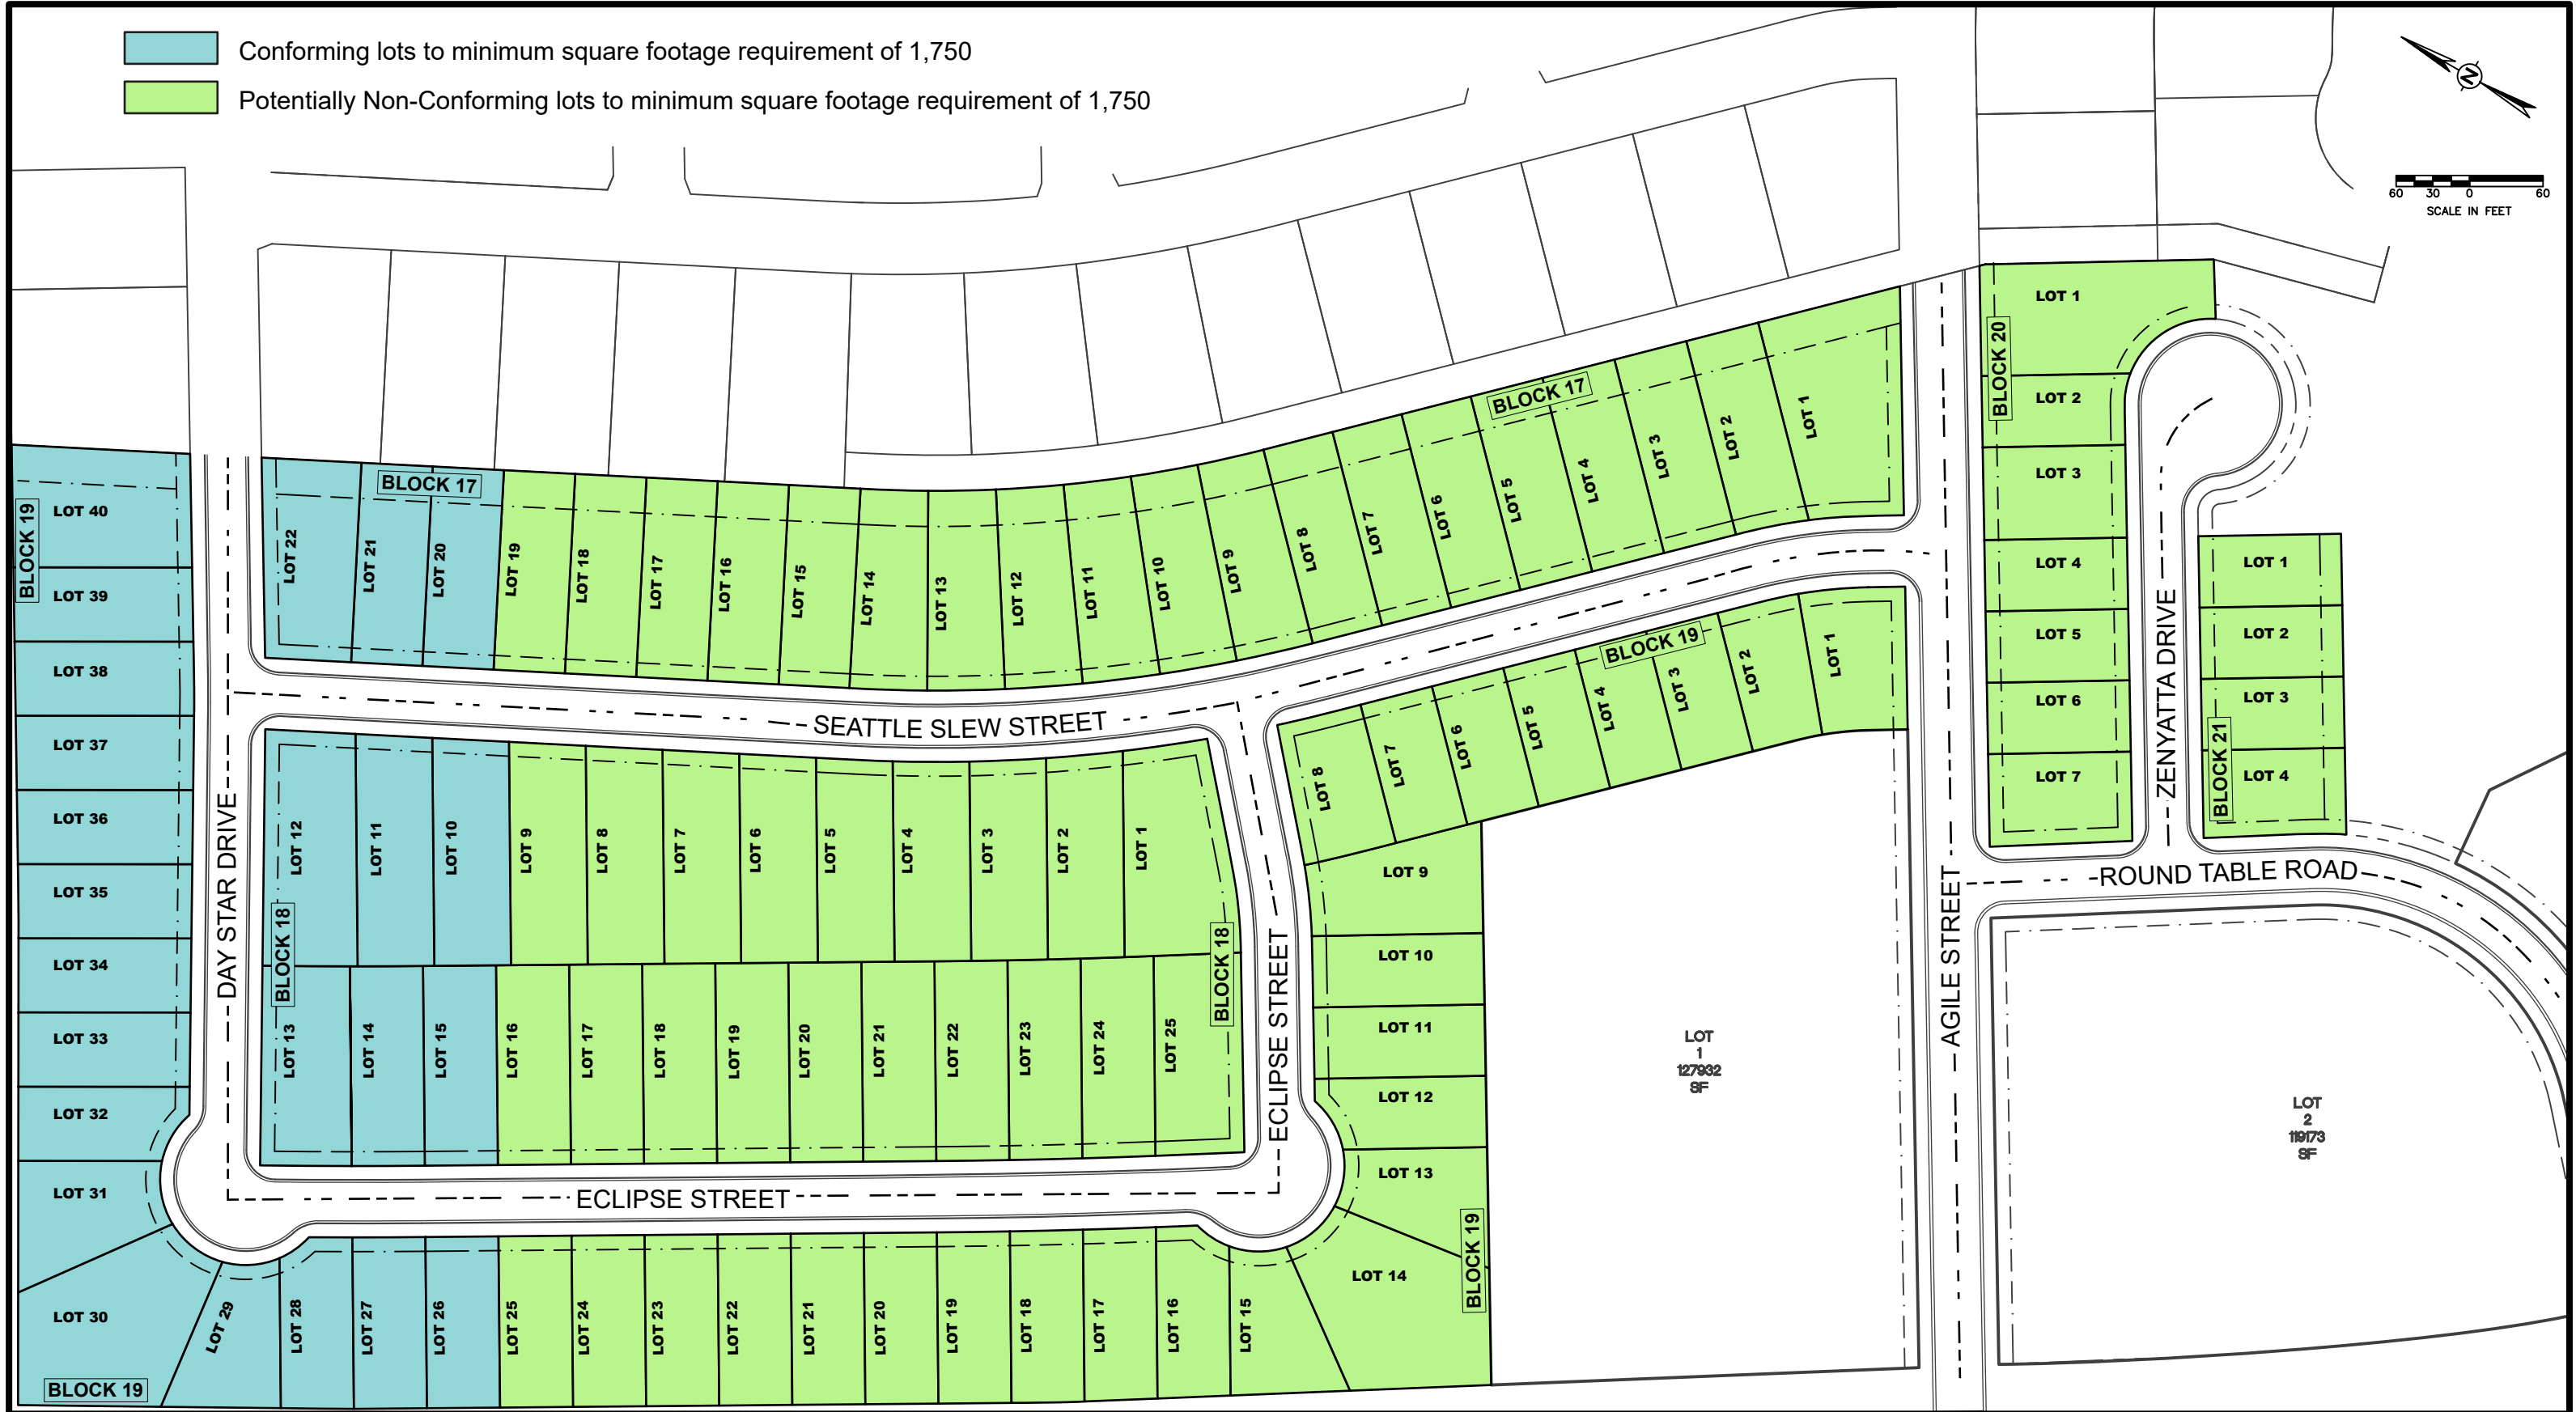 Conforming lots to minimum square footage requirement of 1,750
Potentially Non-Conforming lots to minimum square footage requirement of 1,750
N
60 30 0 60
SCALE IN FEET
BLOCK 19
LOT 40
LOT 39
LOT 38
LOT 37
LOT 36
LOT 35
LOT 34
LOT 33
LOT 32
LOT 31
LOT 30
BLOCK 19
DAY STAR DRIVE
BLOCK 17
LOT 22
LOT 21
LOT 20
LOT 19
LOT 18
LOT 17
LOT 16
LOT 15
LOT 14
LOT 13
LOT 12
LOT 11
LOT 10
LOT 9
LOT 8
LOT 7
LOT 6
LOT 5
LOT 4
LOT 3
LOT 2
LOT 1
BLOCK 17
SEATTLE SLEW STREET
BLOCK 18
LOT 12
LOT 11
LOT 10
LOT 9
LOT 8
LOT 7
LOT 6
LOT 5
LOT 4
LOT 3
LOT 2
LOT 1
BLOCK 18
LOT 13
LOT 14
LOT 15
LOT 16
LOT 17
LOT 18
LOT 19
LOT 20
LOT 21
LOT 22
LOT 23
LOT 24
LOT 25
ECLIPSE STREET
ECLIPSE STREET
LOT 29
LOT 28
LOT 27
LOT 26
LOT 25
LOT 24
LOT 23
LOT 22
LOT 21
LOT 20
LOT 19
LOT 18
LOT 17
LOT 16
LOT 15
BLOCK 19
LOT 8
LOT 7
LOT 6
LOT 5
LOT 4
LOT 3
LOT 2
LOT 1
LOT 9
LOT 10
LOT 11
LOT 12
LOT 13
LOT 14
BLOCK 19
LOT
1
127932
SF
AGILE STREET
BLOCK 20
LOT 1
LOT 2
LOT 3
LOT 4
LOT 5
LOT 6
LOT 7
ZENYATTA DRIVE
BLOCK 21
LOT 1
LOT 2
LOT 3
LOT 4
ROUND TABLE ROAD
LOT
2
119173
SF